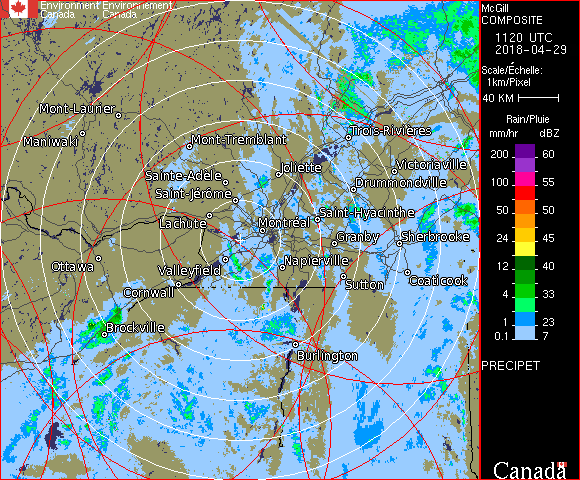 Environment Environnement
Canada Canada
McGill
COMPOSITE
1120 UTC
2018-04-29
Scale/Échelle:
1km/Pixel
40 KM
Rain/Pluie
mm/hr dBZ
200 60
100 55
50 50
24 45
12 40
4 33
1 23
0.1 7
PRECIPET
Canada
Mont-Laurier
Maniwaki
Mont-Tremblant
Trois-Rivières
Sainte-Adèle
Joliette
Victoriaville
Saint-Jérôme
Drummondville
Lachute
Montréal
Saint-Hyacinthe
Granby
Sherbrooke
Ottawa
Valleyfield
Napierville
Cornwall
Sutton
Coaticook
Brockville
Burlington